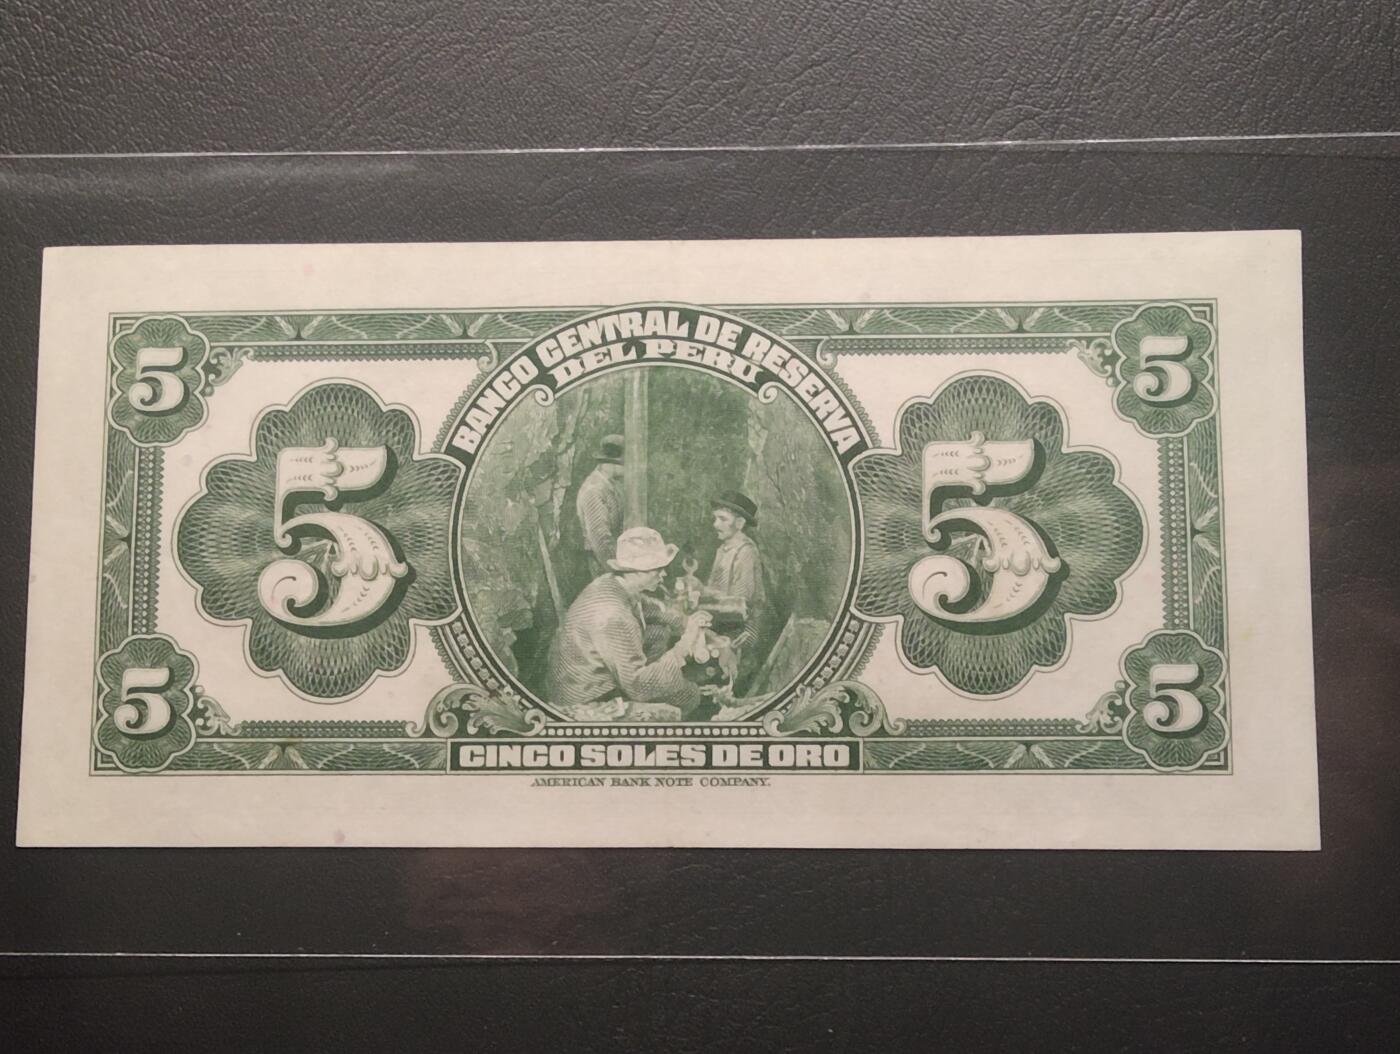 BANCO CENTRAL DE RESERVA
DEL PERU
5 5
5 5
5 5
CINCO SOLES DE ORO
AMERICAN BANK NOTE COMPANY.